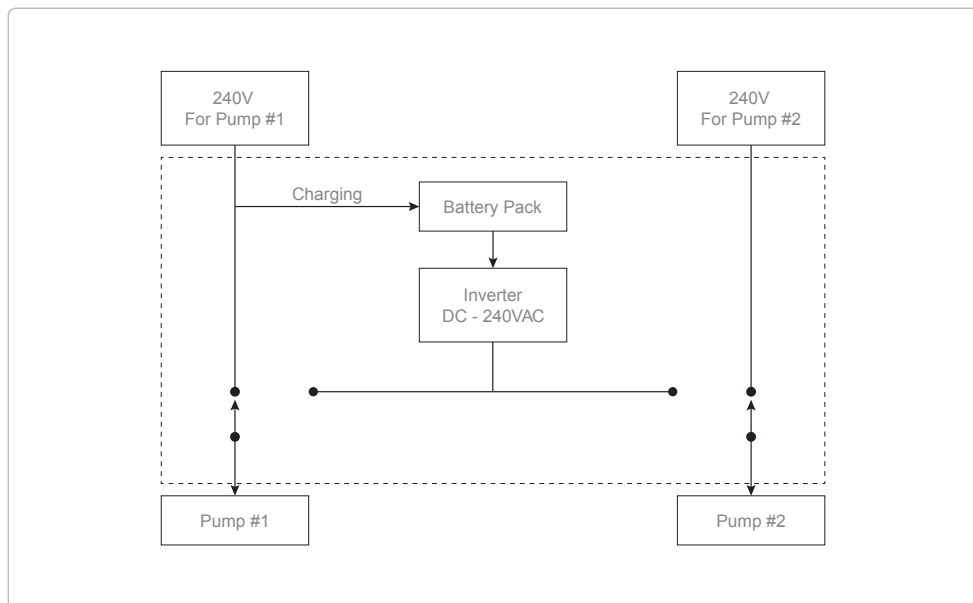 240V
For Pump #1
240V
For Pump #2
Charging
Battery Pack
Inverter
DC - 240VAC
Pump #1
Pump #2